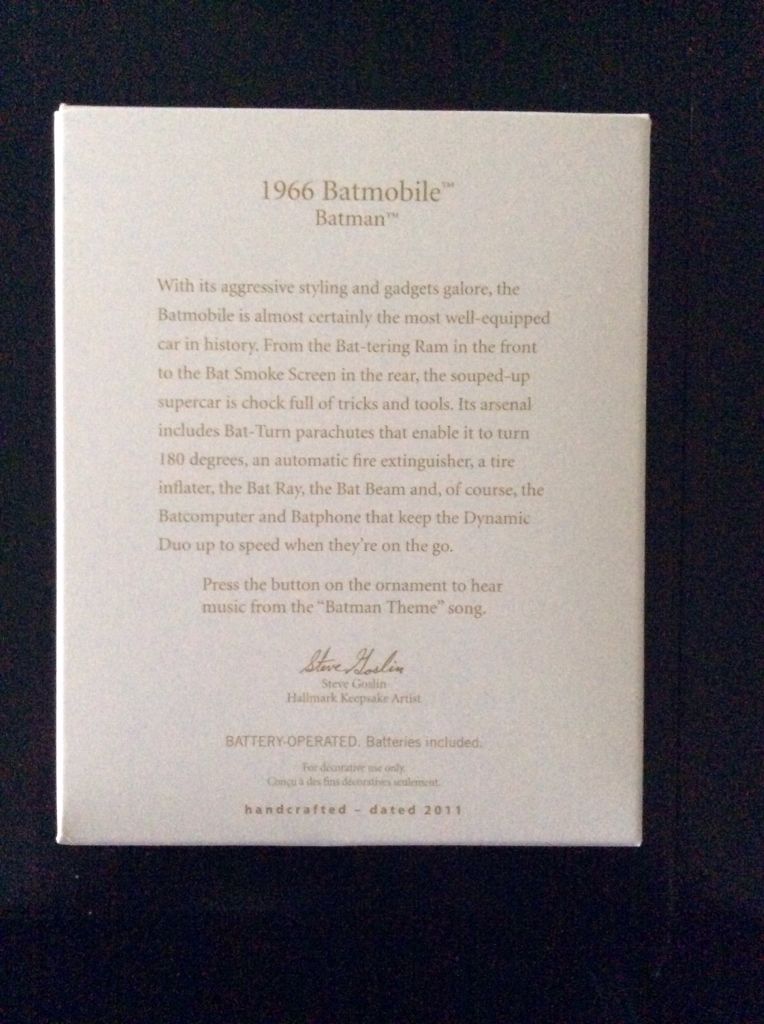 1966 Batmobile™
Batman™
With its aggressive styling and gadgets galore, the
Batmobile is almost certainly the most well-equipped
car in history. From the Bat-tering Ram in the front
to the Bat Smoke Screen in the rear, the souped-up
supercar is chock full of tricks and tools. Its arsenal
includes Bat-Turn parachutes that enable it to turn
180 degrees, an automatic fire extinguisher, a tire
inflater, the Bat Ray, the Bat Beam and, of course, the
Batcomputer and Batphone that keep the Dynamic
Duo up to speed when they're on the go.
Press the button on the ornament to hear
music from the “Batman Theme” song.
Steve Goslin
Steve Goslin
Hallmark Keepsake Artist
BATTERY-OPERATED. Batteries included.
For decorative use only.
Conçu à des fins décoratives seulement.
handcrafted – dated 2011